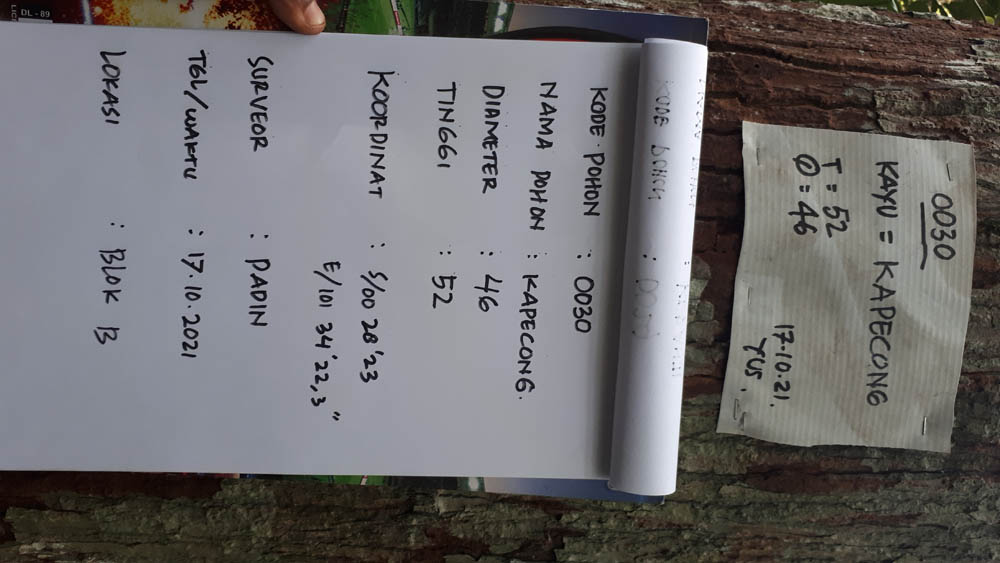 0030
KAYU = KAPECONG
T = 52
Ø = 46
17.10.21.
YUS.
KODE POHON :
KODE POHON : 0030
NAMA POHON : KAPECONG.
DIAMETER : 46
TINGGI : 52
KOORDINAT : S/00 28'23
E/101 34'22,3"
SURVEOR : PADIN
TGL/WAKTU : 17.10.2021
LOKASI : BLOK B
DL-89